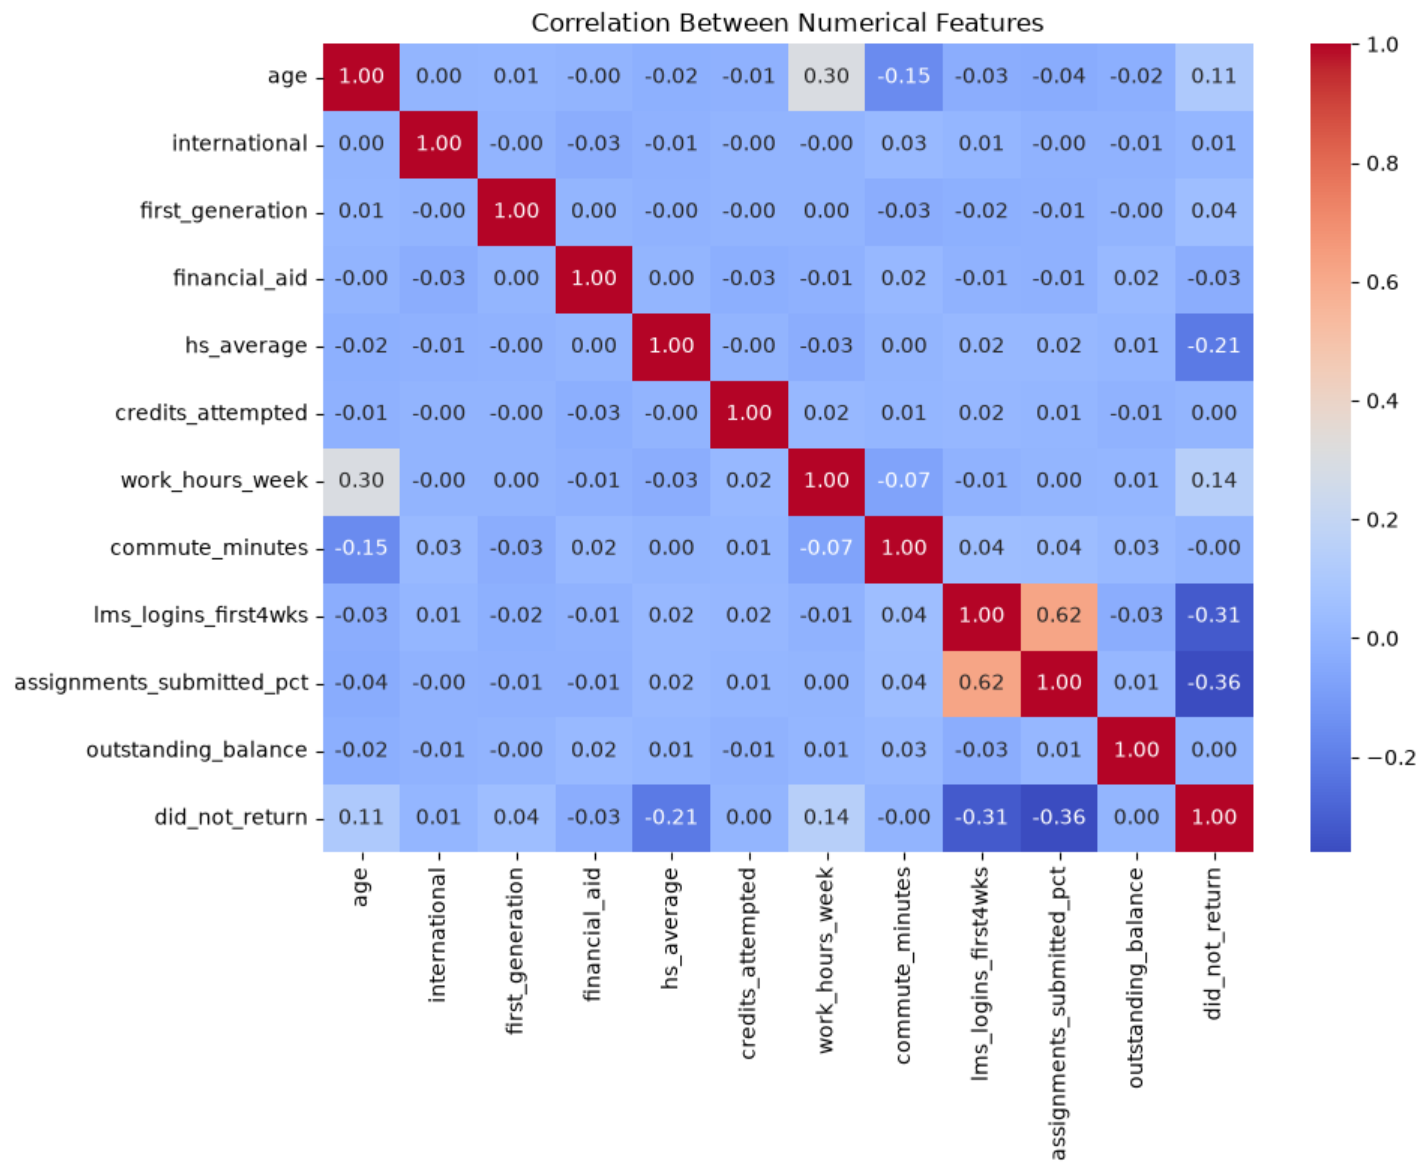 Correlation Between Numerical Features
age 1.00 0.00 0.01 -0.00 -0.02 -0.01 0.30 -0.15 -0.03 -0.04 -0.02 0.11
international 0.00 1.00 -0.00 -0.03 -0.01 -0.00 -0.00 0.03 0.01 -0.00 -0.01 0.01
first_generation 0.01 -0.00 1.00 0.00 -0.00 -0.00 0.00 -0.03 -0.02 -0.01 -0.00 0.04
financial_aid -0.00 -0.03 0.00 1.00 0.00 -0.03 -0.01 0.02 -0.01 -0.01 0.02 -0.03
hs_average -0.02 -0.01 -0.00 0.00 1.00 -0.00 -0.03 0.00 0.02 0.02 0.01 -0.21
credits_attempted -0.01 -0.00 -0.00 -0.03 -0.00 1.00 0.02 0.01 0.02 0.01 -0.01 0.00
work_hours_week 0.30 -0.00 0.00 -0.01 -0.03 0.02 1.00 -0.07 -0.01 0.00 0.01 0.14
commute_minutes -0.15 0.03 -0.03 0.02 0.00 0.01 -0.07 1.00 0.04 0.04 0.03 -0.00
lms_logins_first4wks -0.03 0.01 -0.02 -0.01 0.02 0.02 -0.01 0.04 1.00 0.62 -0.03 -0.31
assignments_submitted_pct -0.04 -0.00 -0.01 -0.01 0.02 0.01 0.00 0.04 0.62 1.00 0.01 -0.36
outstanding_balance -0.02 -0.01 -0.00 0.02 0.01 -0.01 0.01 0.03 -0.03 0.01 1.00 0.00
did_not_return 0.11 0.01 0.04 -0.03 -0.21 0.00 0.14 -0.00 -0.31 -0.36 0.00 1.00
age
international
first_generation
financial_aid
hs_average
credits_attempted
work_hours_week
commute_minutes
lms_logins_first4wks
assignments_submitted_pct
outstanding_balance
did_not_return
1.0
0.8
0.6
0.4
0.2
0.0
−0.2